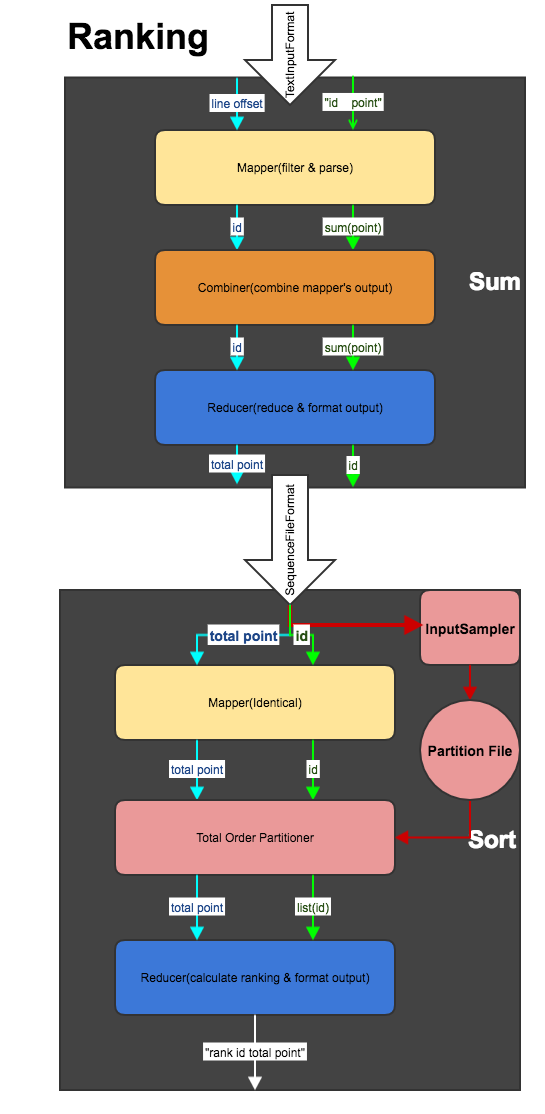 Ranking
TextInputFormat
line offset
"id    point"
Mapper(filter & parse)
id
sum(point)
Combiner(combine mapper's output)
Sum
id
sum(point)
Reducer(reduce & format output)
total point
id
SequenceFileFormat
total point
id
InputSampler
Mapper(Identical)
Partition File
total point
id
Total Order Partitioner
Sort
total point
list(id)
Reducer(calculate ranking & format output)
"rank id total point"